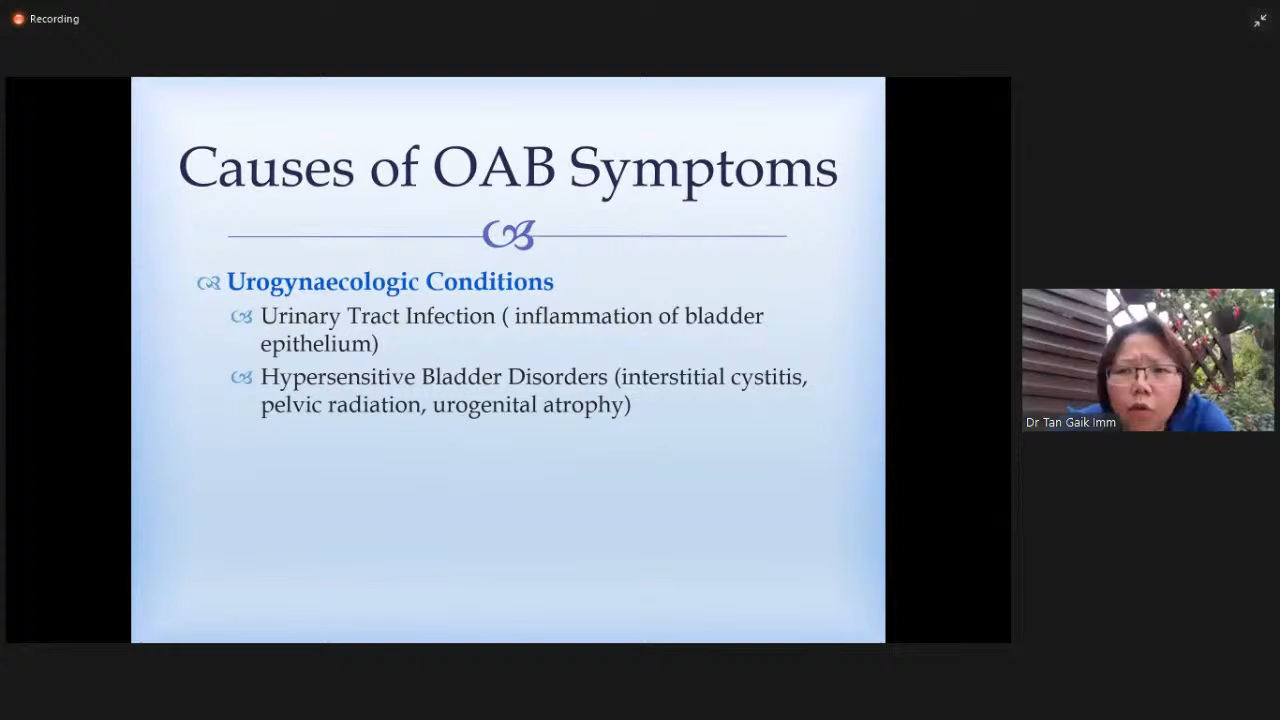 Recording
Causes of OAB Symptoms
Urogynaecologic Conditions
Urinary Tract Infection ( inflammation of bladder
epithelium)
Hypersensitive Bladder Disorders (interstitial cystitis,
pelvic radiation, urogenital atrophy)
Dr Tan Gaik Imm